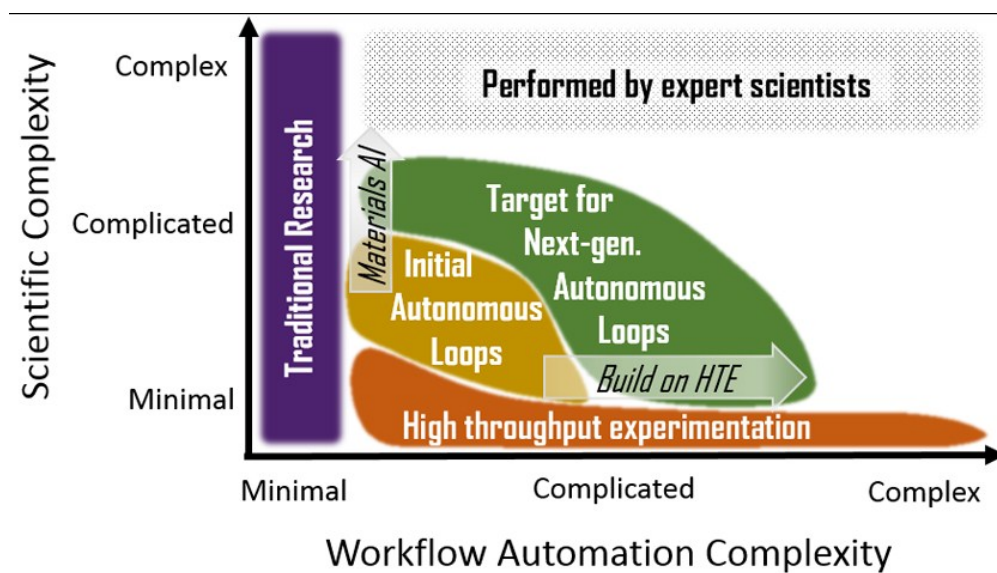 Scientific Complexity
Complex
Complicated
Minimal
Traditional Research
Materials AI
Performed by expert scientists
Target for
Next-gen.
Autonomous
Loops
Initial
Autonomous
Loops
Build on HTE
High throughput experimentation
Minimal
Complicated
Complex
Workflow Automation Complexity